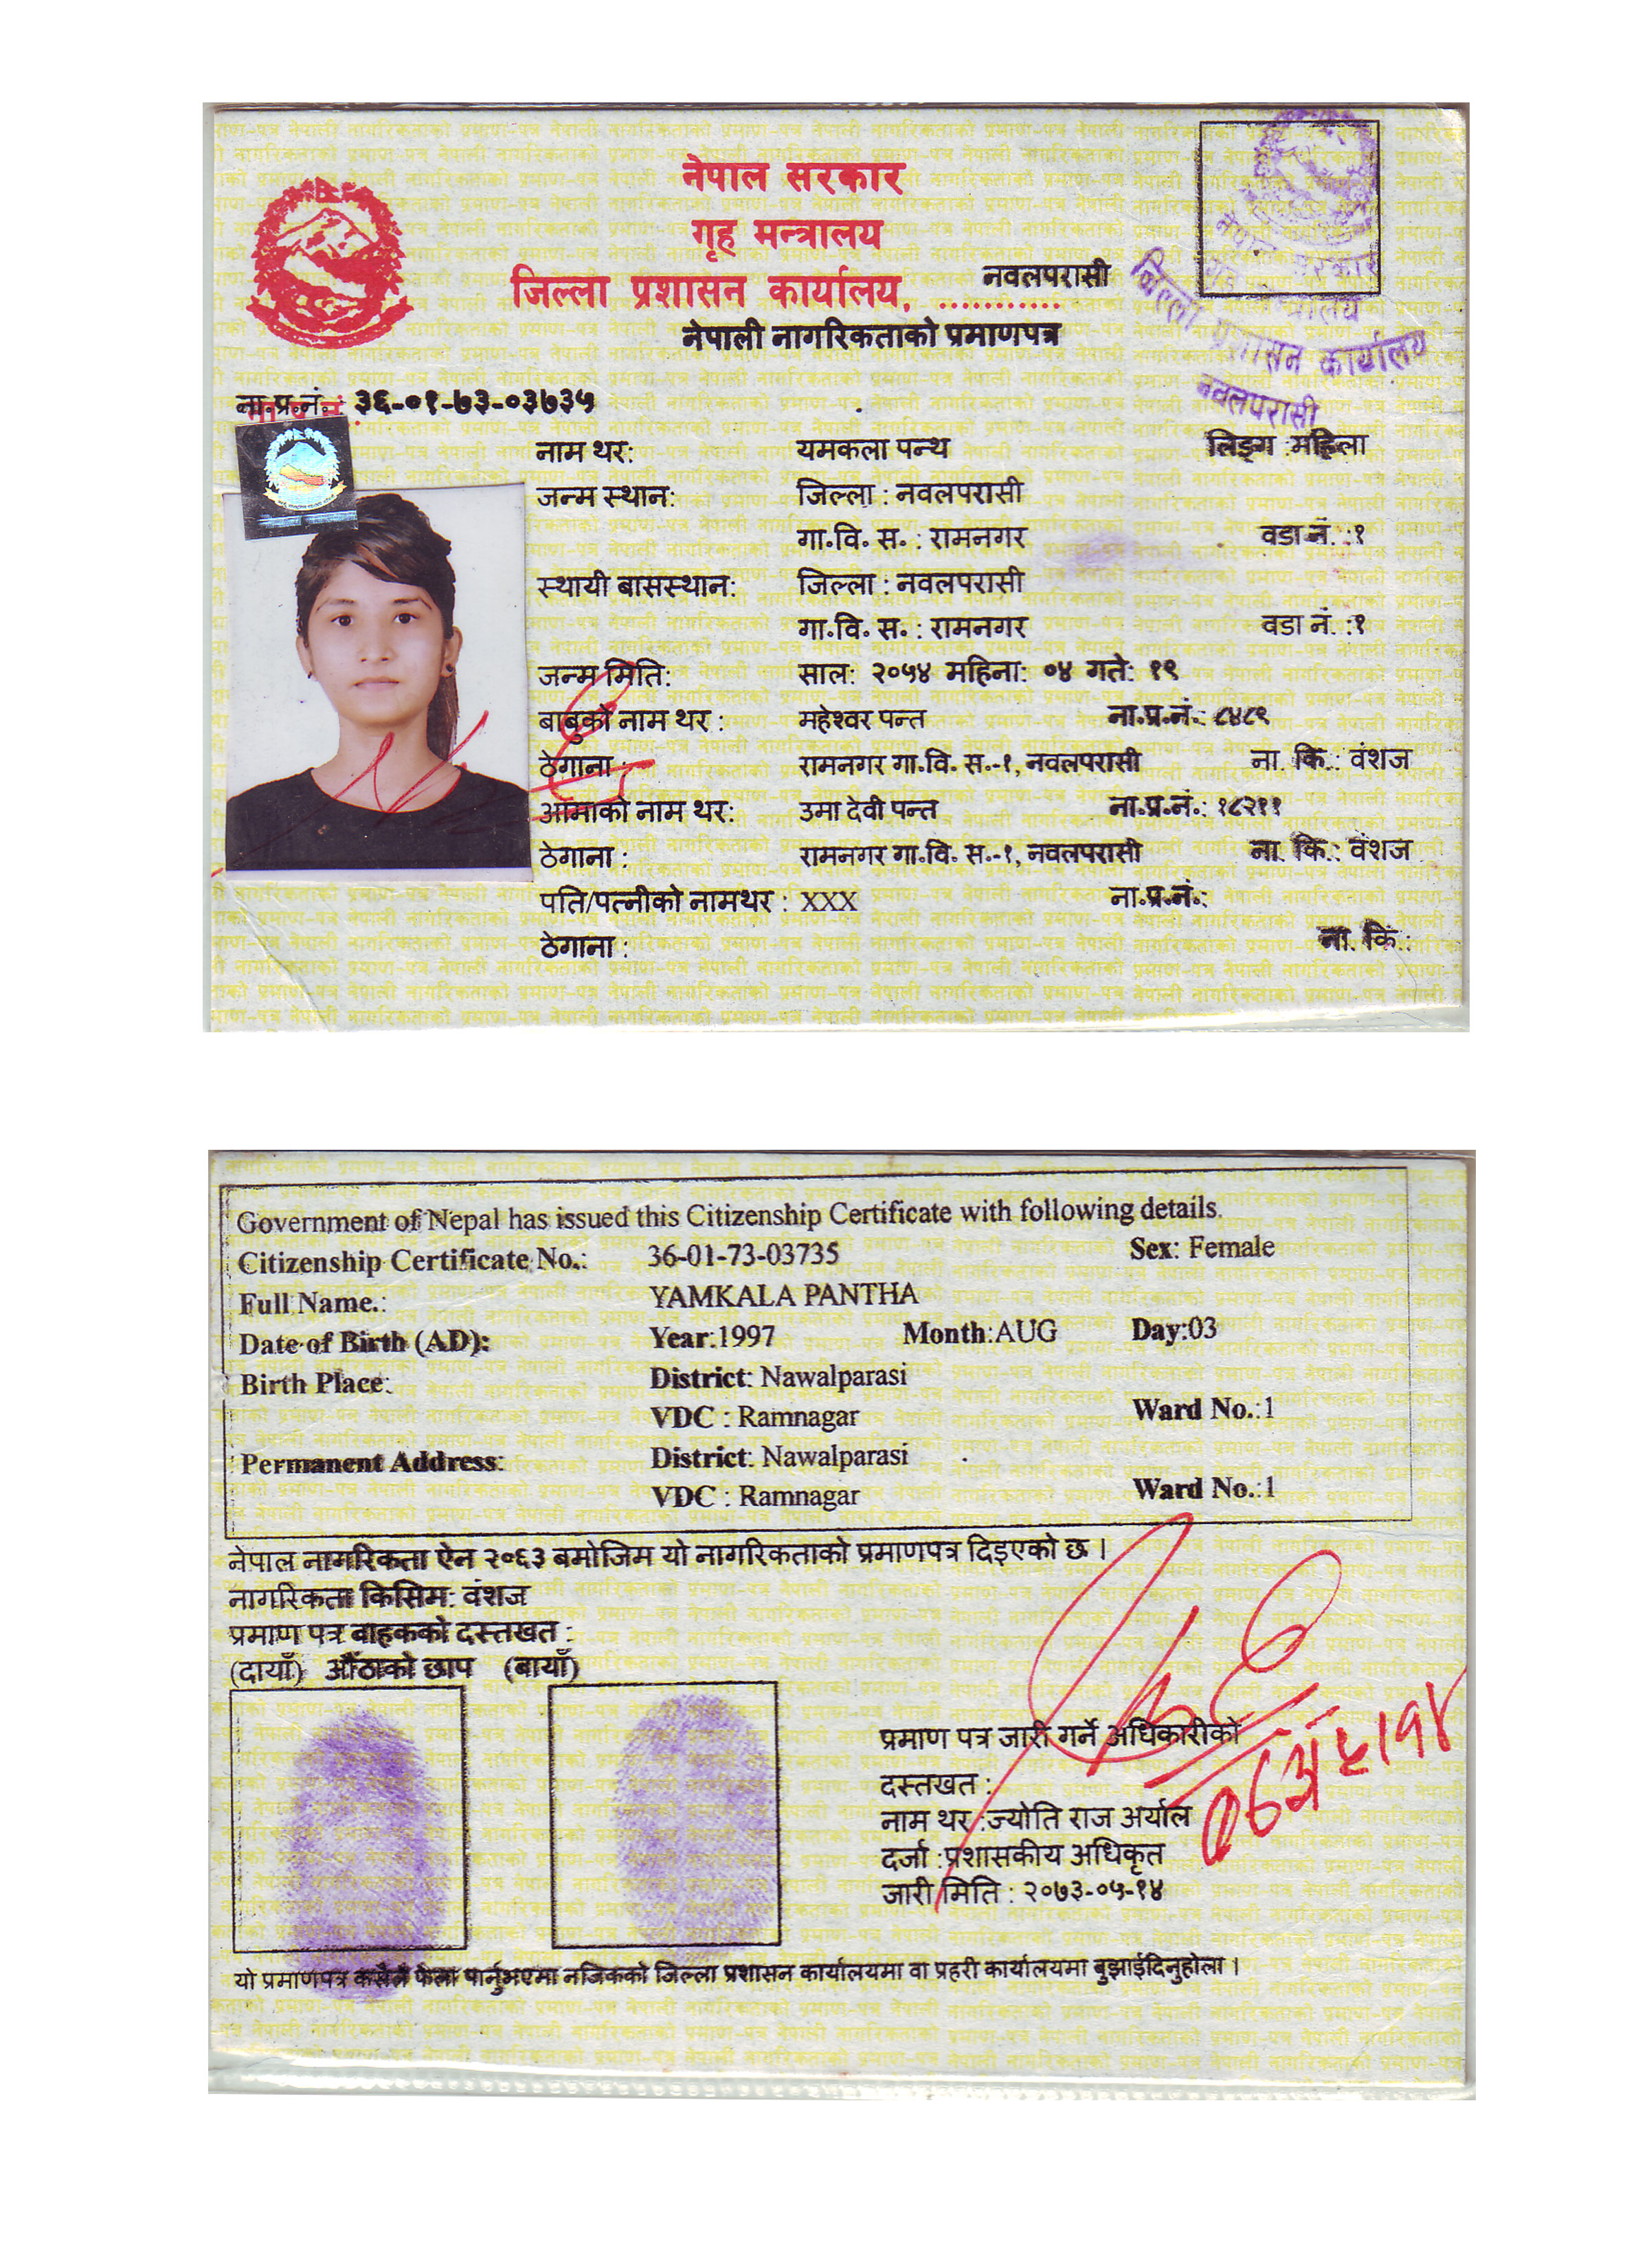 नेपाल सरकार
गृह मन्त्रालय
जिल्ला प्रशासन कार्यालय, ............ नवलपरासी
नेपाली नागरिकताको प्रमाणपत्र
नेपाल सरकार
जिल्ला प्रशासन कार्यालय
नवलपरासी
ना.प्र.नं. : ३६-०१-७३-०३७३५
नाम थर: यमकला पन्थ लिङ्ग :महिला
जन्म स्थान: जिल्ला : नवलपरासी
गा.वि. स. : रामनगर वडा नं. :१
स्थायी बासस्थान: जिल्ला : नवलपरासी
गा.वि. स. : रामनगर वडा नं. :१
जन्म मिति: साल: २०५४ महिना: ०४ गते: १९
बाबुको नाम थर : महेश्वर पन्त ना.प्र.नं.: ८४८९
ठेगाना : रामनगर गा.वि. स.-१, नवलपरासी ना. कि.: वंशज
आमाको नाम थर: उमा देवी पन्त ना.प्र.नं.: १८२११
ठेगाना : रामनगर गा.वि. स.-१, नवलपरासी ना. कि.: वंशज
पति/पत्नीको नामथर : XXX ना.प्र.नं.:
ठेगाना : ना. कि.:
Government of Nepal has issued this Citizenship Certificate with following details.
Citizenship Certificate No.: 36-01-73-03735 Sex: Female
Full Name.: YAMKALA PANTHA
Date of Birth (AD): Year:1997 Month:AUG Day:03
Birth Place: District: Nawalparasi
VDC : Ramnagar Ward No.:1
Permanent Address: District: Nawalparasi
VDC : Ramnagar Ward No.:1
नेपाल नागरिकता ऐन २०६३ बमोजिम यो नागरिकताको प्रमाणपत्र दिइएको छ ।
नागरिकता किसिम: वंशज
प्रमाण पत्र बाहकको दस्तखत :
(दायाँ) औंठाको छाप (बायाँ)
प्रमाण पत्र जारी गर्ने अधिकारीको
दस्तखत :
नाम थर :ज्योति राज अर्याल
दर्जा :प्रशासकीय अधिकृत
जारी मिति : २०७३-०५-१४
यो प्रमाणपत्र कसैले फेला पार्नुभएमा नजिकको जिल्ला प्रशासन कार्यालयमा वा प्रहरी कार्यालयमा बुझाईदिनुहोला ।